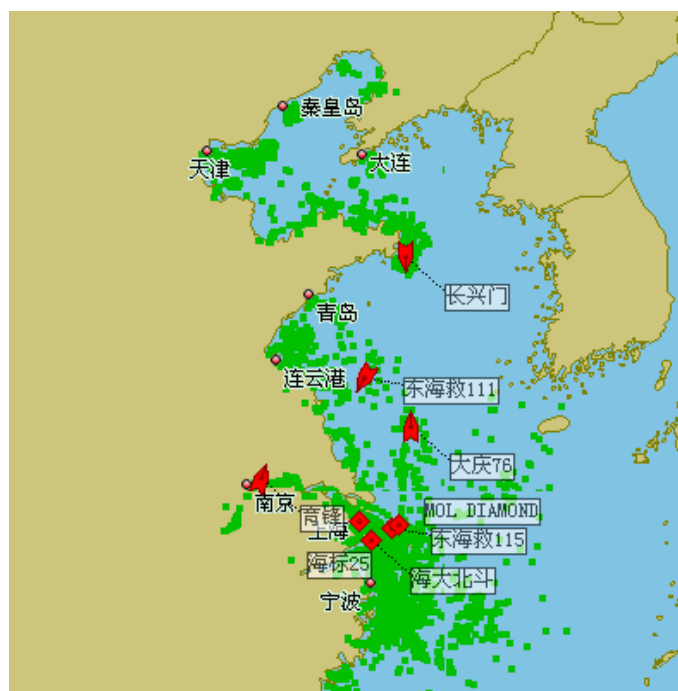 秦皇岛
天津
大连
长兴门
青岛
连云港
东海救111
大庆76
南京
育锋
MOL DIAMOND
上海
东海救115
海标25
海大北斗
宁波